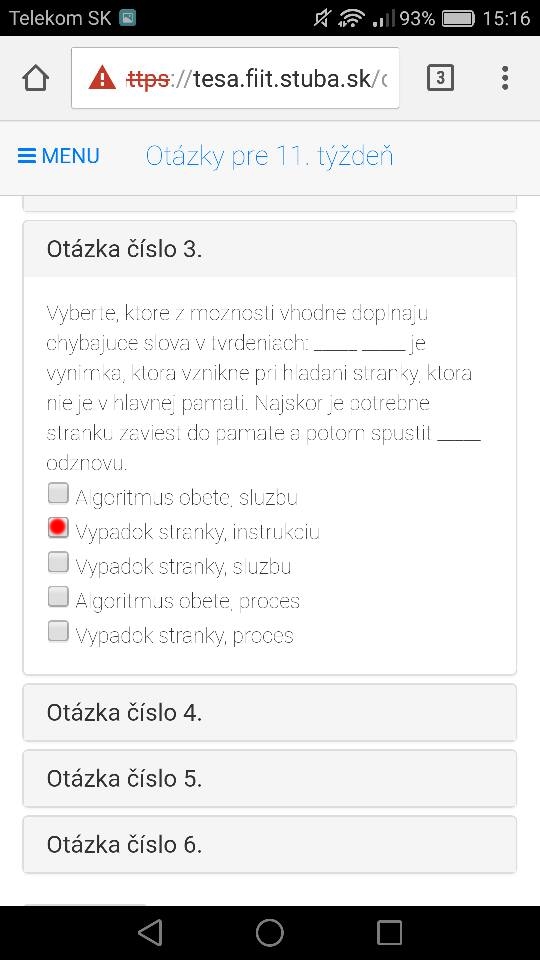 Telekom SK 93% 15:16
ttps://tesa.fiit.stuba.sk/c 3
MENU Otázky pre 11. týždeň
Otázka číslo 3.
Vyberte, ktore z moznosti vhodne doplnaju
chybajuce slova v tvrdeniach: _____ _____ je
vynimka, ktora vznikne pri hladani stranky, ktora
nie je v hlavnej pamati. Najskor je potrebne
stranku zaviest do pamate a potom spustit _____
odznovu.
Algoritmus obete, sluzbu
Vypadok stranky, instrukciu
Vypadok stranky, sluzbu
Algoritmus obete, proces
Vypadok stranky, proces
Otázka číslo 4.
Otázka číslo 5.
Otázka číslo 6.